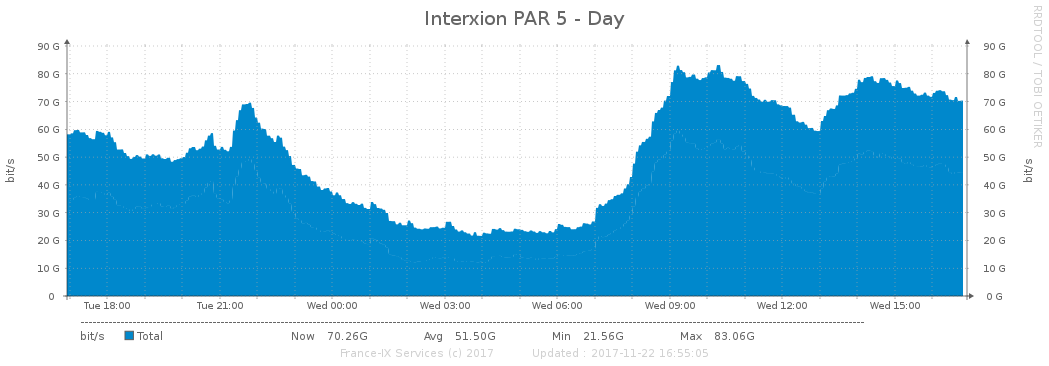 Interxion PAR 5 - Day
RRDTOOL / TOBI OETIKER
bit/s
90 G
80 G
70 G
60 G
50 G
40 G
30 G
20 G
10 G
0
90 G
80 G
70 G
60 G
50 G
40 G
30 G
20 G
10 G
0 G
bit/s
Tue 18:00 Tue 21:00 Wed 00:00 Wed 03:00 Wed 06:00 Wed 09:00 Wed 12:00 Wed 15:00
bit/s Total Now 70.26G Avg 51.50G Min 21.56G Max 83.06G
France-IX Services (c) 2017 Updated : 2017-11-22 16:55:05